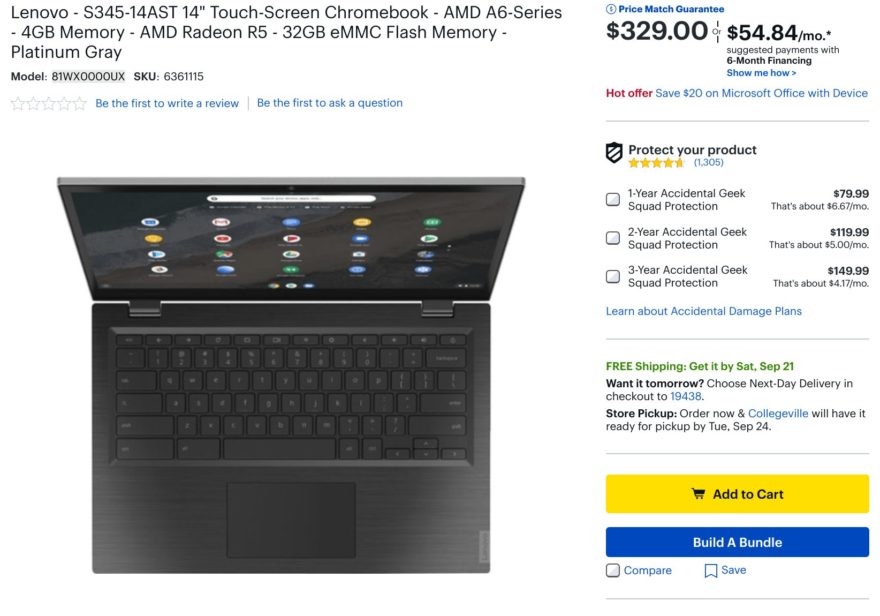 Lenovo - S345-14AST 14" Touch-Screen Chromebook - AMD A6-Series
- 4GB Memory - AMD Radeon R5 - 32GB eMMC Flash Memory -
Platinum Gray
Model: 81WX0000UX SKU: 6361115
Be the first to write a review
Be the first to ask a question
Price Match Guarantee
$329.00
Or
$54.84/mo.*
suggested payments with
6-Month Financing
Show me how >
Hot offer Save $20 on Microsoft Office with Device
Protect your product
(1,305)
1-Year Accidental Geek
Squad Protection
$79.99
That's about $6.67/mo.
2-Year Accidental Geek
Squad Protection
$119.99
That's about $5.00/mo.
3-Year Accidental Geek
Squad Protection
$149.99
That's about $4.17/mo.
Learn about Accidental Damage Plans
FREE Shipping: Get it by Sat, Sep 21
Want it tomorrow? Choose Next-Day Delivery in
checkout to 19438.
Store Pickup: Order now & Collegeville will have it
ready for pickup by Tue, Sep 24.
Add to Cart
Build A Bundle
Compare
Save